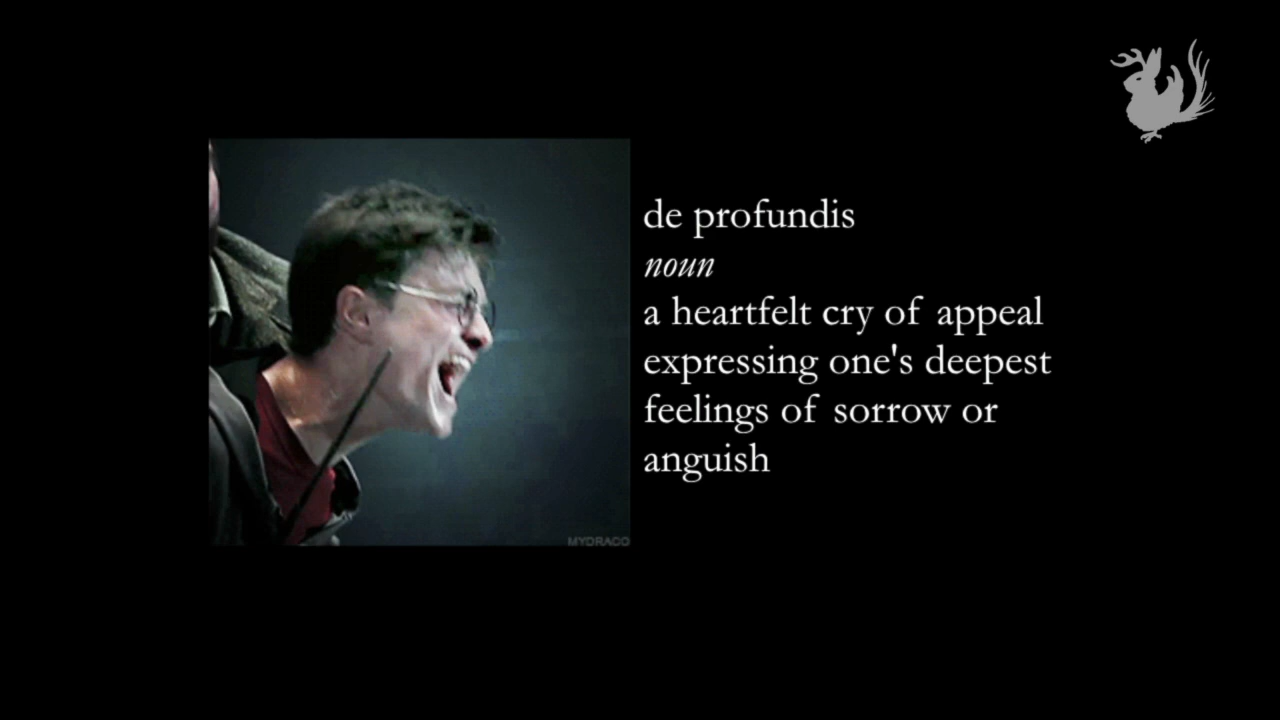 de profundis
noun
a heartfelt cry of appeal
expressing one's deepest
feelings of sorrow or
anguish
MYDRACO